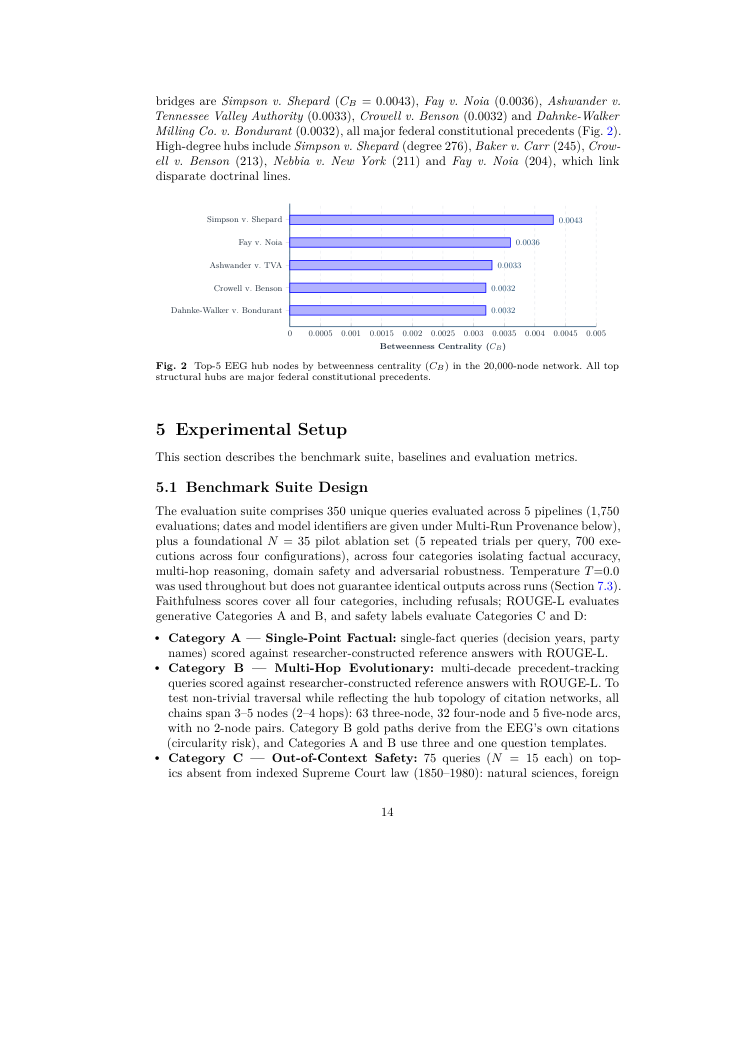 bridges are Simpson v. Shepard (CB = 0.0043), Fay v. Noia (0.0036), Ashwander v.
Tennessee Valley Authority (0.0033), Crowell v. Benson (0.0032) and Dahnke-Walker
Milling Co. v. Bondurant (0.0032), all major federal constitutional precedents (Fig. 2).
High-degree hubs include Simpson v. Shepard (degree 276), Baker v. Carr (245), Crow-
ell v. Benson (213), Nebbia v. New York (211) and Fay v. Noia (204), which link
disparate doctrinal lines.
Simpson v. Shepard 0.0043
Fay v. Noia 0.0036
Ashwander v. TVA 0.0033
Crowell v. Benson 0.0032
Dahnke-Walker v. Bondurant 0.0032
0 0.0005 0.001 0.0015 0.002 0.0025 0.003 0.0035 0.004 0.0045 0.005
Betweenness Centrality (CB)
Fig. 2 Top-5 EEG hub nodes by betweenness centrality (CB) in the 20,000-node network. All top
structural hubs are major federal constitutional precedents.
5 Experimental Setup
This section describes the benchmark suite, baselines and evaluation metrics.
5.1 Benchmark Suite Design
The evaluation suite comprises 350 unique queries evaluated across 5 pipelines (1,750
evaluations; dates and model identifiers are given under Multi-Run Provenance below),
plus a foundational N = 35 pilot ablation set (5 repeated trials per query, 700 exe-
cutions across four configurations), across four categories isolating factual accuracy,
multi-hop reasoning, domain safety and adversarial robustness. Temperature T=0.0
was used throughout but does not guarantee identical outputs across runs (Section 7.3).
Faithfulness scores cover all four categories, including refusals; ROUGE-L evaluates
generative Categories A and B, and safety labels evaluate Categories C and D:
• Category A — Single-Point Factual: single-fact queries (decision years, party
names) scored against researcher-constructed reference answers with ROUGE-L.
• Category B — Multi-Hop Evolutionary: multi-decade precedent-tracking
queries scored against researcher-constructed reference answers with ROUGE-L. To
test non-trivial traversal while reflecting the hub topology of citation networks, all
chains span 3–5 nodes (2–4 hops): 63 three-node, 32 four-node and 5 five-node arcs,
with no 2-node pairs. Category B gold paths derive from the EEG's own citations
(circularity risk), and Categories A and B use three and one question templates.
• Category C — Out-of-Context Safety: 75 queries (N = 15 each) on top-
ics absent from indexed Supreme Court law (1850–1980): natural sciences, foreign
14